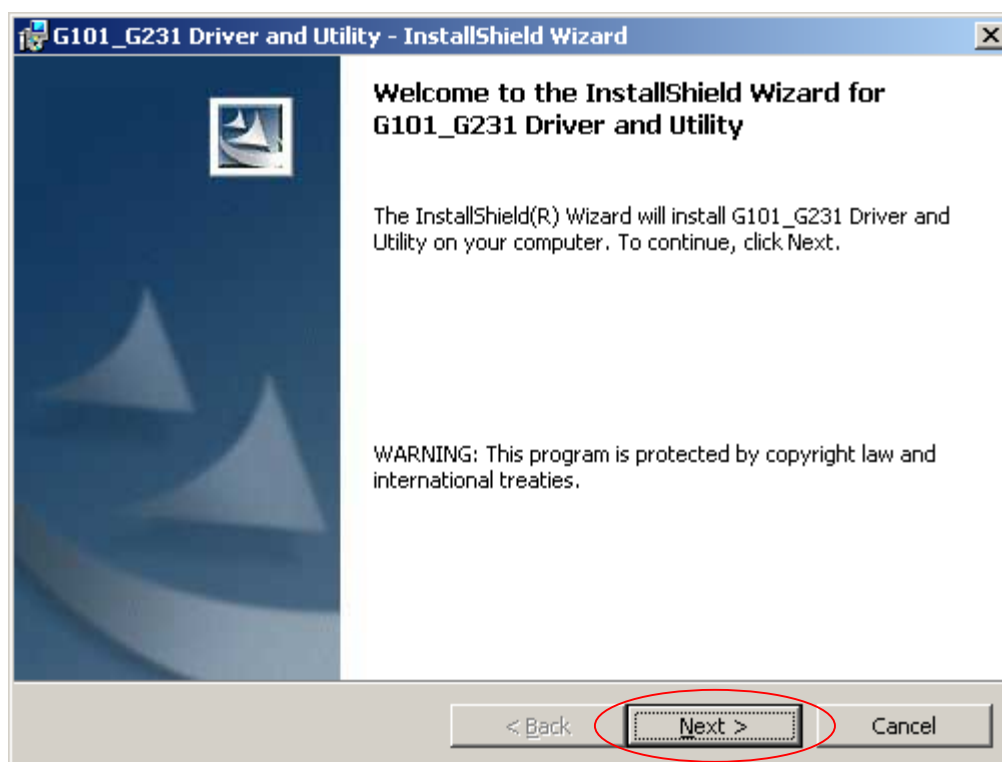 G101_G231 Driver and Utility - InstallShield Wizard
Welcome to the InstallShield Wizard for
G101_G231 Driver and Utility
The InstallShield(R) Wizard will install G101_G231 Driver and
Utility on your computer. To continue, click Next.
WARNING: This program is protected by copyright law and
international treaties.
< Back Next > Cancel